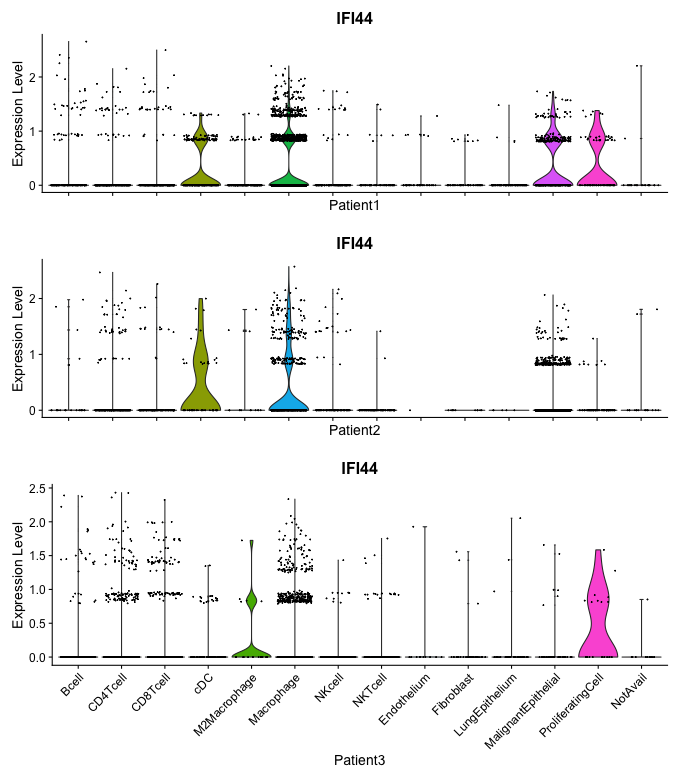 IFI44
Expression Level
2
1
0
Patient1
IFI44
Expression Level
2
1
0
Patient2
IFI44
Expression Level
2.5
2.0
1.5
1.0
0.5
0.0
Bcell
CD4Tcell
CD8Tcell
cDC
M2Macrophage
Macrophage
NKcell
NKTcell
Endothelium
Fibroblast
LungEpithelium
MalignantEpithelial
ProliferatingCell
NotAvail
Patient3